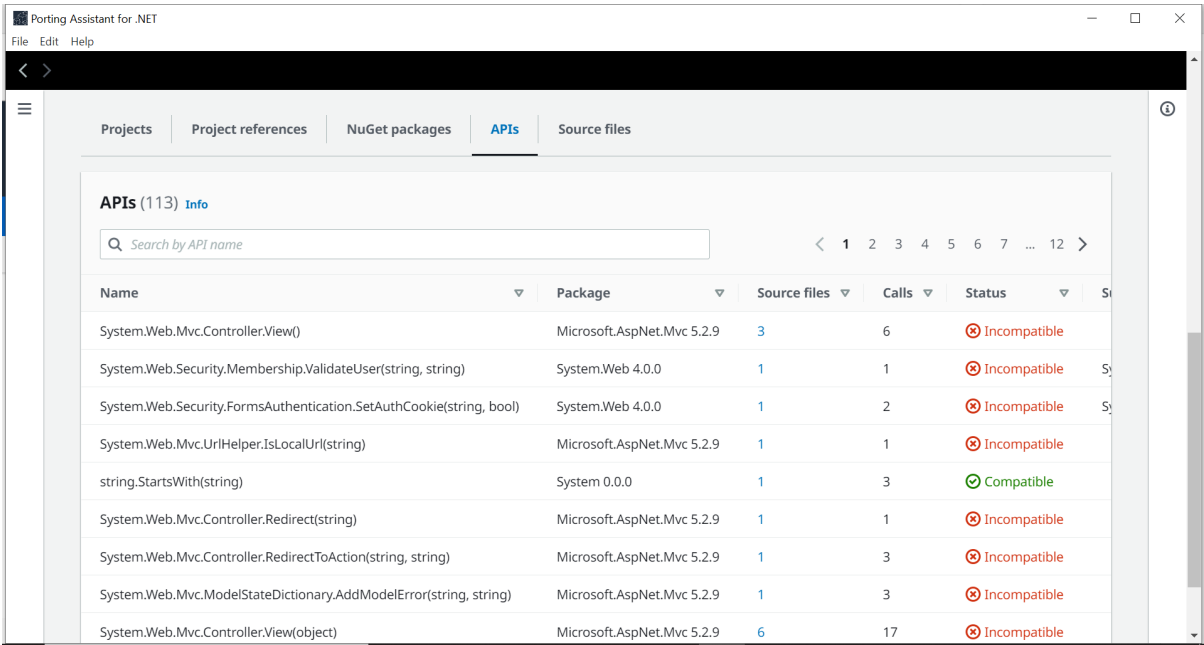 Porting Assistant for .NET
File Edit Help
Projects Project references NuGet packages APIs Source files
APIs (113) Info
Search by API name
1 2 3 4 5 6 7 ... 12
Name Package Source files Calls Status
System.Web.Mvc.Controller.View() Microsoft.AspNet.Mvc 5.2.9 3 6 Incompatible
System.Web.Security.Membership.ValidateUser(string, string) System.Web 4.0.0 1 1 Incompatible
System.Web.Security.FormsAuthentication.SetAuthCookie(string, bool) System.Web 4.0.0 1 2 Incompatible
System.Web.Mvc.UrlHelper.IsLocalUrl(string) Microsoft.AspNet.Mvc 5.2.9 1 1 Incompatible
string.StartsWith(string) System 0.0.0 1 3 Compatible
System.Web.Mvc.Controller.Redirect(string) Microsoft.AspNet.Mvc 5.2.9 1 1 Incompatible
System.Web.Mvc.Controller.RedirectToAction(string, string) Microsoft.AspNet.Mvc 5.2.9 1 3 Incompatible
System.Web.Mvc.ModelStateDictionary.AddModelError(string, string) Microsoft.AspNet.Mvc 5.2.9 1 3 Incompatible
System.Web.Mvc.Controller.View(object) Microsoft.AspNet.Mvc 5.2.9 6 17 Incompatible